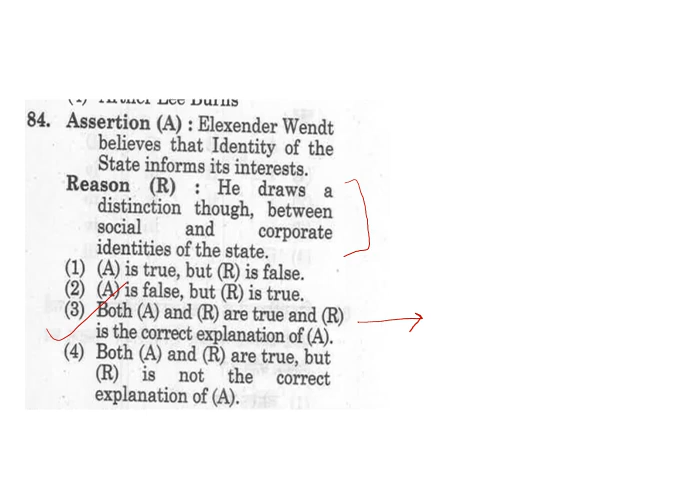 84. Assertion (A) : Elexender Wendt
believes that Identity of the
State informs its interests.
Reason (R) : He draws a
distinction though, between
social and corporate
identities of the state.
(1) (A) is true, but (R) is false.
(2) (A) is false, but (R) is true.
(3) Both (A) and (R) are true and (R)
is the correct explanation of (A).
(4) Both (A) and (R) are true, but
(R) is not the correct
explanation of (A).